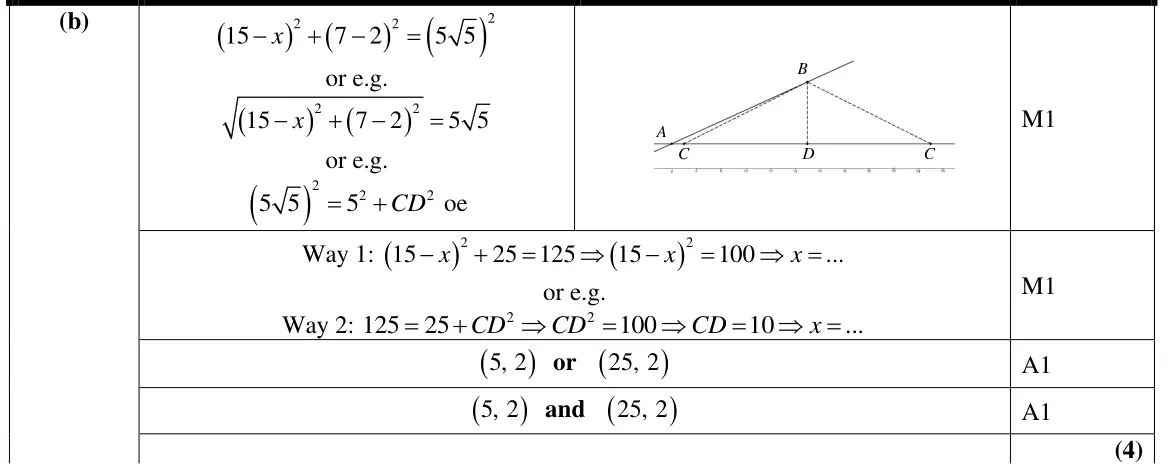 (b)
(15 − x)² + (7 − 2)² = (5√5)²
or e.g.
√((15 − x)² + (7 − 2)²) = 5√5
or e.g.
(5√5)² = 5² + CD² oe
B
A
C D C
M1
Way 1: (15 − x)² + 25 = 125 ⇒ (15 − x)² = 100 ⇒ x = ...
or e.g.
Way 2: 125 = 25 + CD² ⇒ CD² = 100 ⇒ CD = 10 ⇒ x = ...
M1
(5, 2) or (25, 2)
A1
(5, 2) and (25, 2)
A1
(4)